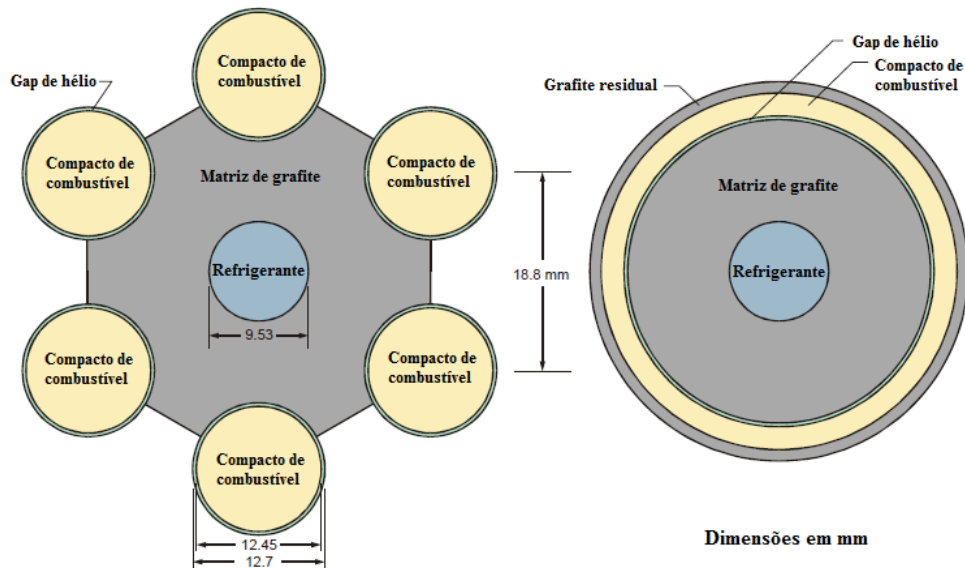 Compacto de
combustível
Gap de hélio
Compacto de
combustível
Compacto de
combustível
Matriz de grafite
Refrigerante
9.53
Compacto de
combustível
Compacto de
combustível
Compacto de
combustível
12.45
12.7
18.8 mm
Gap de hélio
Compacto de
combustível
Grafite residual
Matriz de grafite
Refrigerante
Dimensões em mm